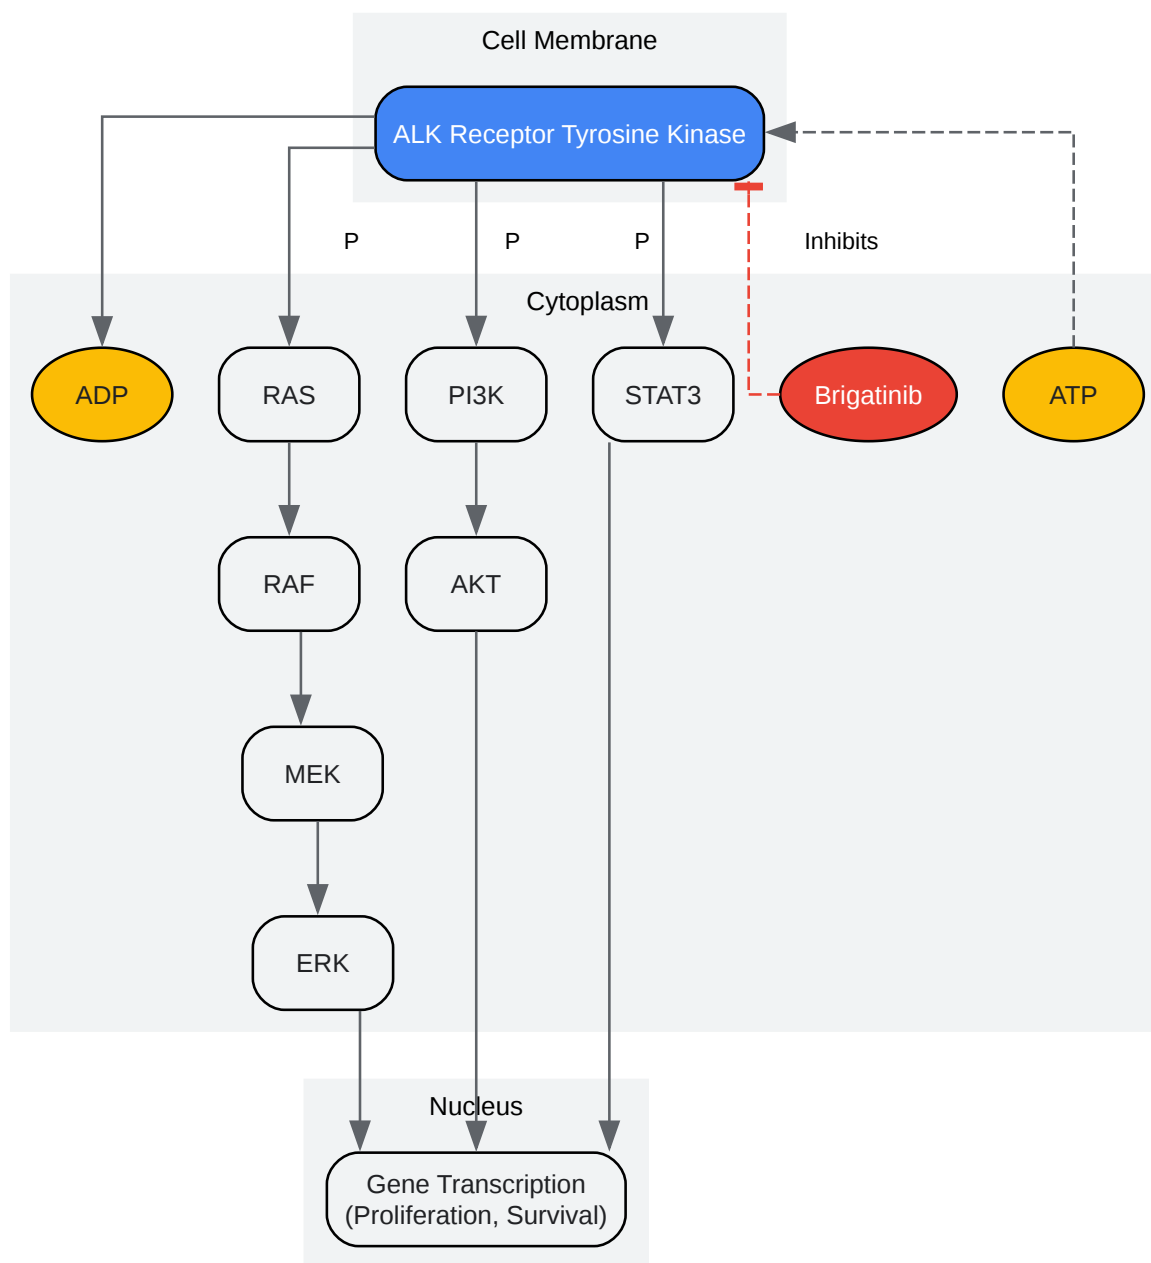 Cell Membrane
ALK Receptor Tyrosine Kinase
P
P
P
Inhibits
Cytoplasm
ADP
RAS
PI3K
STAT3
Brigatinib
ATP
RAF
AKT
MEK
ERK
Nucleus
Gene Transcription
(Proliferation, Survival)